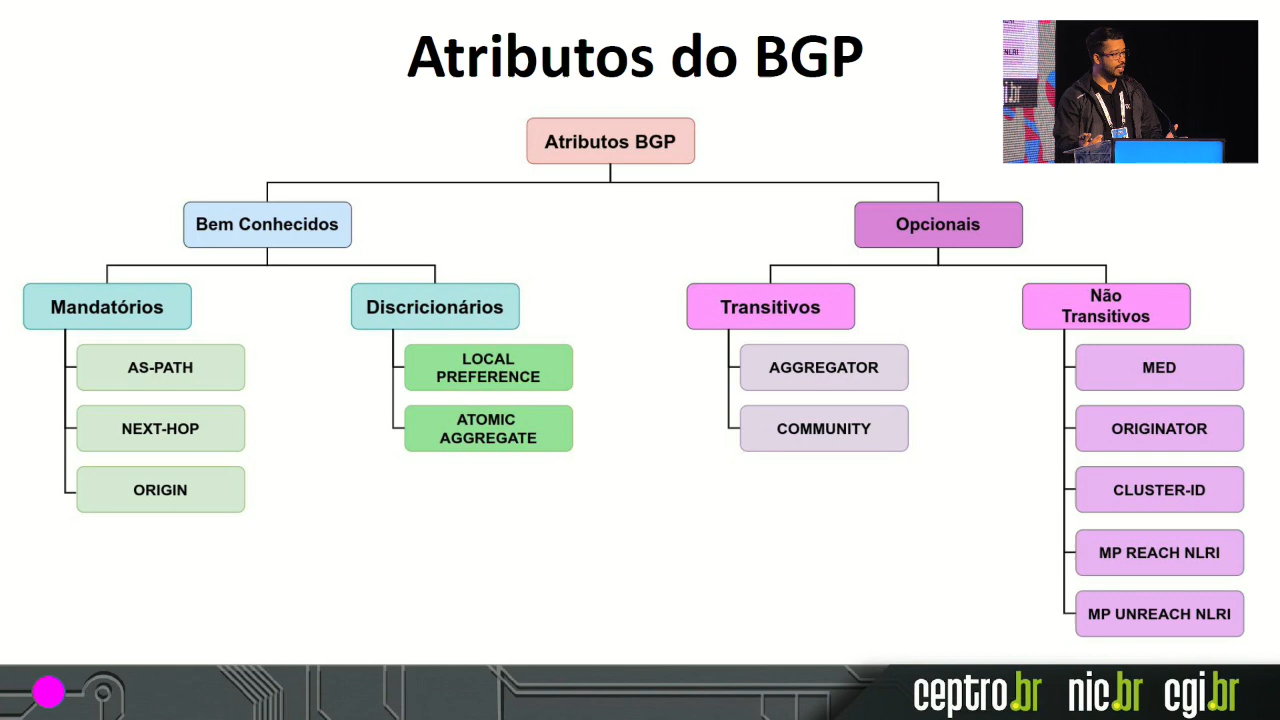 Atributos do BGP
NLRI
Atributos BGP
Bem Conhecidos
Opcionais
Mandatórios
Discricionários
Transitivos
Não
Transitivos
AS-PATH
LOCAL
PREFERENCE
AGGREGATOR
MED
NEXT-HOP
ATOMIC
AGGREGATE
COMMUNITY
ORIGINATOR
ORIGIN
CLUSTER-ID
MP REACH NLRI
MP UNREACH NLRI
ceptro.br nic.br cgi.br